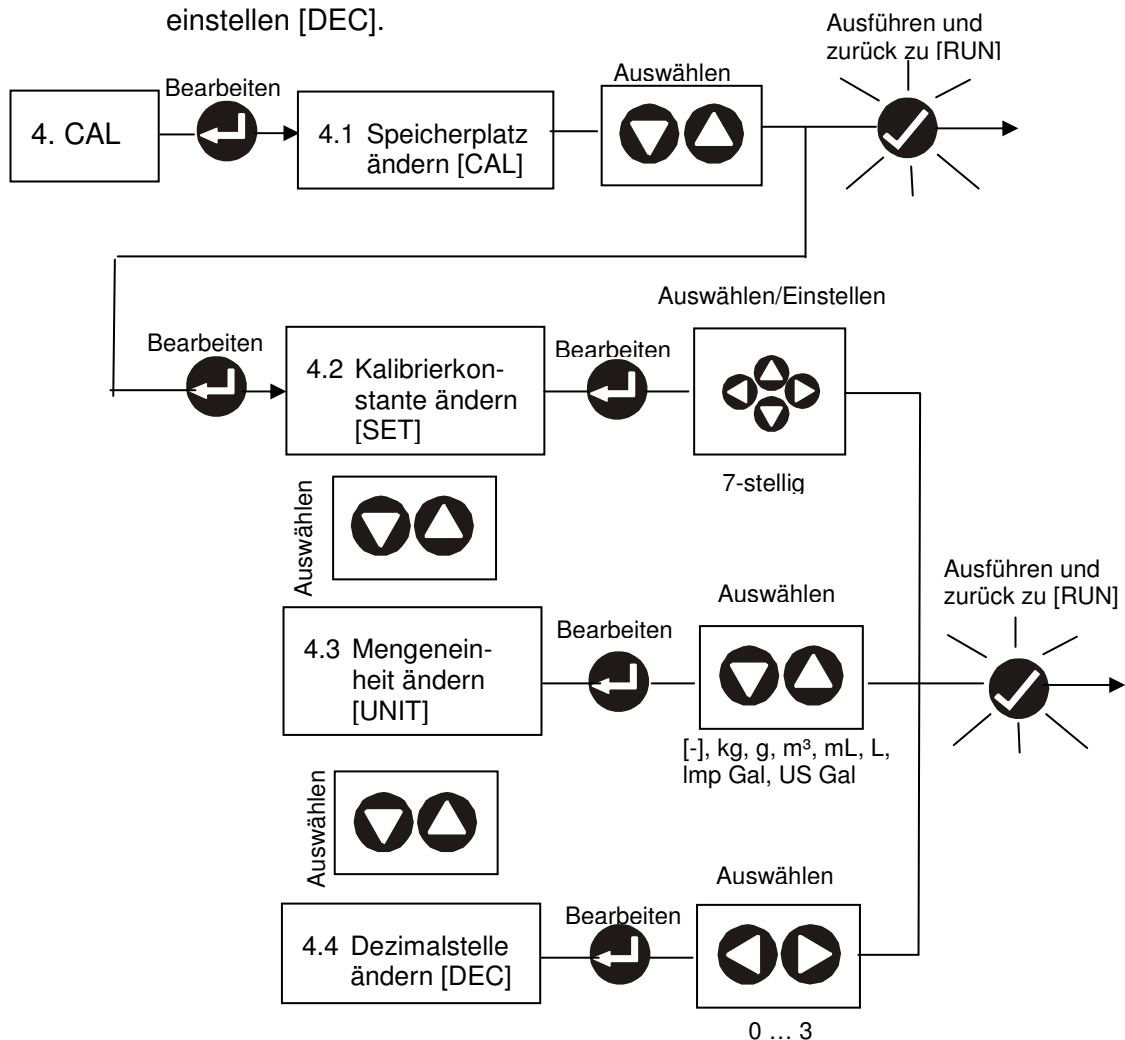 einstellen [DEC].
Ausführen und
zurück zu [RUN]
Bearbeiten
Auswählen
4. CAL
4.1 Speicherplatz
ändern [CAL]
Auswählen/Einstellen
Bearbeiten
Bearbeiten
4.2 Kalibrierkon-
stante ändern
[SET]
7-stellig
Auswählen
Ausführen und
zurück zu [RUN]
Auswählen
Bearbeiten
4.3 Mengenein-
heit ändern
[UNIT]
[-], kg, g, m³, mL, L,
Imp Gal, US Gal
Auswählen
Auswählen
Bearbeiten
4.4 Dezimalstelle
ändern [DEC]
0 ... 3